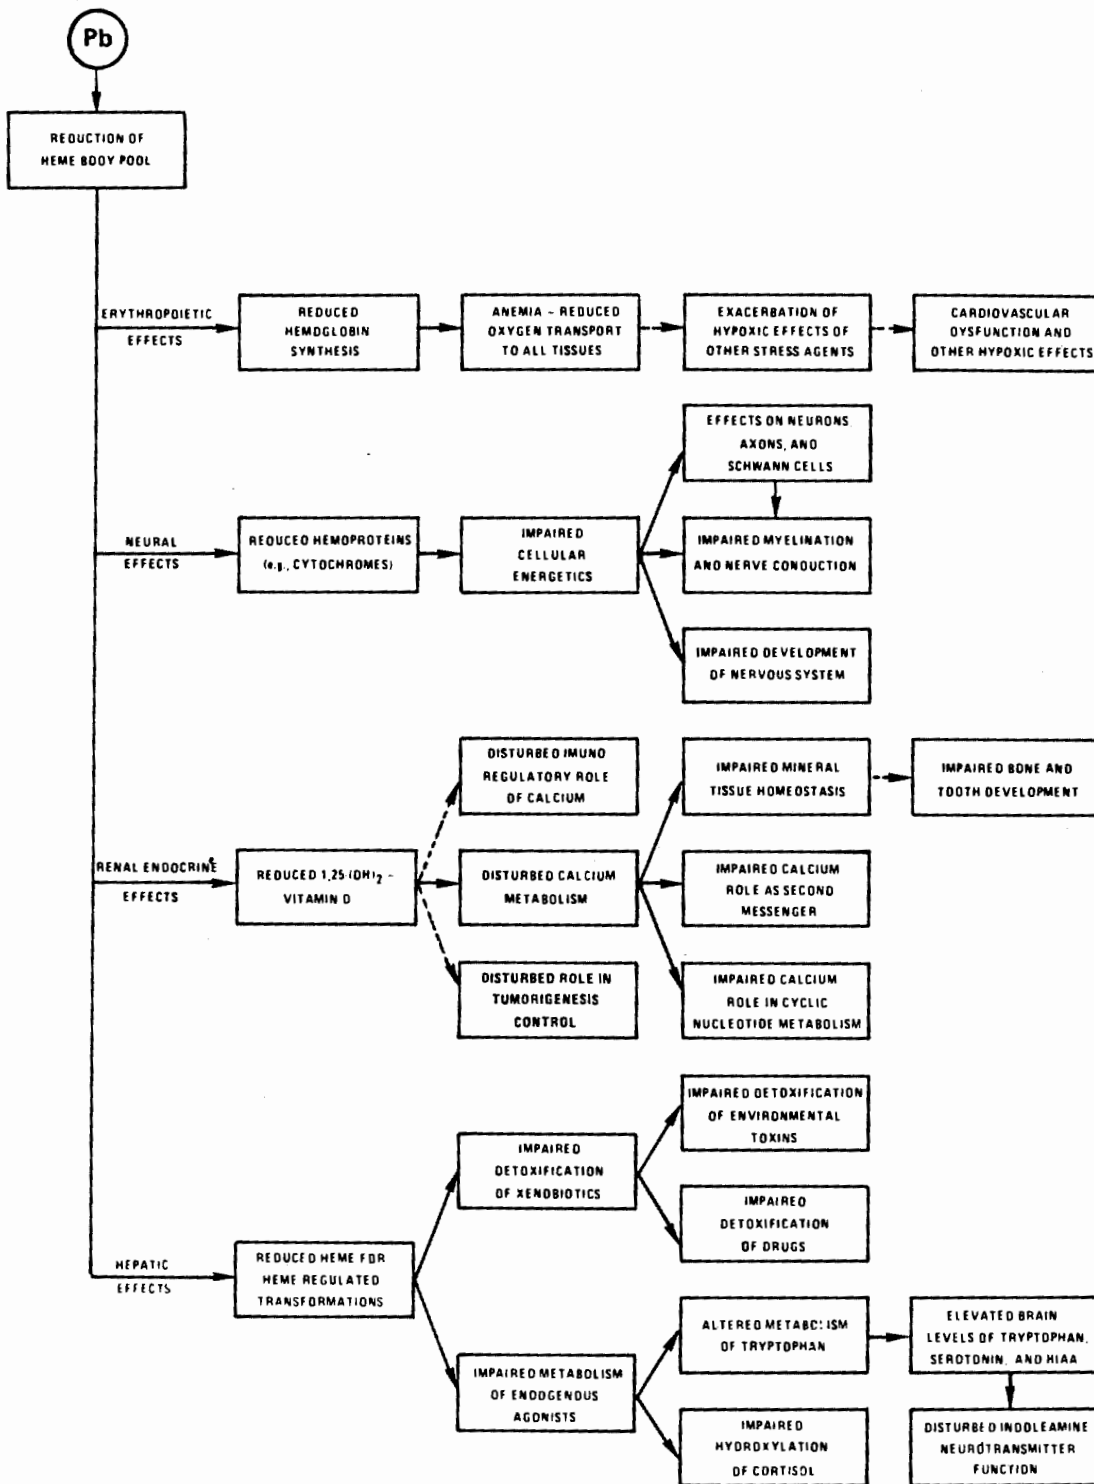 Pb
REDUCTION OF
HEME BODY POOL
ERYTHROPOIETIC
EFFECTS
REDUCED
HEMOGLOBIN
SYNTHESIS
ANEMIA – REDUCED
OXYGEN TRANSPORT
TO ALL TISSUES
EXACERBATION OF
HYPOXIC EFFECTS OF
OTHER STRESS AGENTS
CARDIOVASCULAR
DYSFUNCTION AND
OTHER HYPOXIC EFFECTS
EFFECTS ON NEURONS
AXONS, AND
SCHWANN CELLS
NEURAL
EFFECTS
REDUCED HEMOPROTEINS
(e.g., CYTOCHROMES)
IMPAIRED
CELLULAR
ENERGETICS
IMPAIRED MYELINATION
AND NERVE CONDUCTION
IMPAIRED DEVELOPMENT
OF NERVOUS SYSTEM
DISTURBED IMUNO
REGULATORY ROLE
OF CALCIUM
IMPAIRED MINERAL
TISSUE HOMEOSTASIS
IMPAIRED BONE AND
TOOTH DEVELOPMENT
RENAL ENDOCRINE
EFFECTS
REDUCED 1,25-(OH)2 –
VITAMIN D
DISTURBED CALCIUM
METABOLISM
IMPAIRED CALCIUM
ROLE AS SECOND
MESSENGER
DISTURBED ROLE IN
TUMORIGENESIS
CONTROL
IMPAIRED CALCIUM
ROLE IN CYCLIC
NUCLEOTIDE METABOLISM
IMPAIRED DETOXIFICATION
OF ENVIRONMENTAL
TOXINS
IMPAIRED
DETOXIFICATION
OF XENOBIOTICS
IMPAIRED
DETOXIFICATION
OF DRUGS
HEPATIC
EFFECTS
REDUCED HEME FOR
HEME REGULATED
TRANSFORMATIONS
ALTERED METABOLISM
OF TRYPTOPHAN
ELEVATED BRAIN
LEVELS OF TRYPTOPHAN,
SEROTONIN, AND HIAA
IMPAIRED METABOLISM
OF ENDOGENOUS
AGONISTS
IMPAIRED
HYDROXYLATION
OF CORTISOL
DISTURBED INDOLEAMINE
NEUROTRANSMITTER
FUNCTION